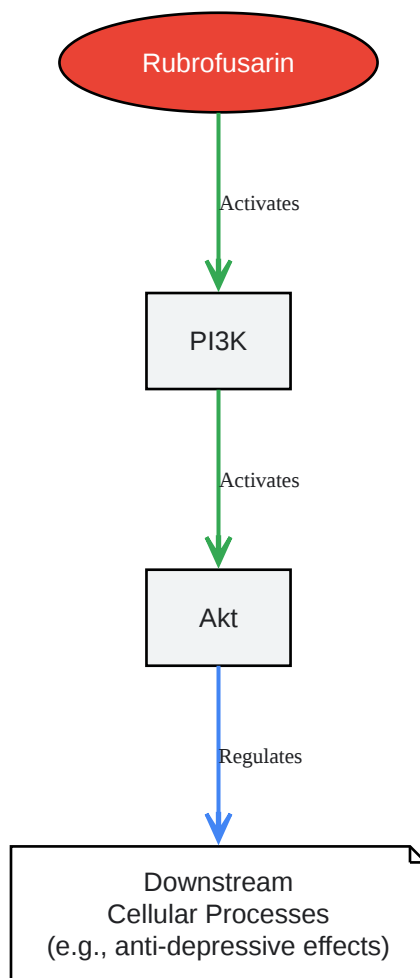 Rubrofusarin
Activates
PI3K
Activates
Akt
Regulates
Downstream
Cellular Processes
(e.g., anti-depressive effects)